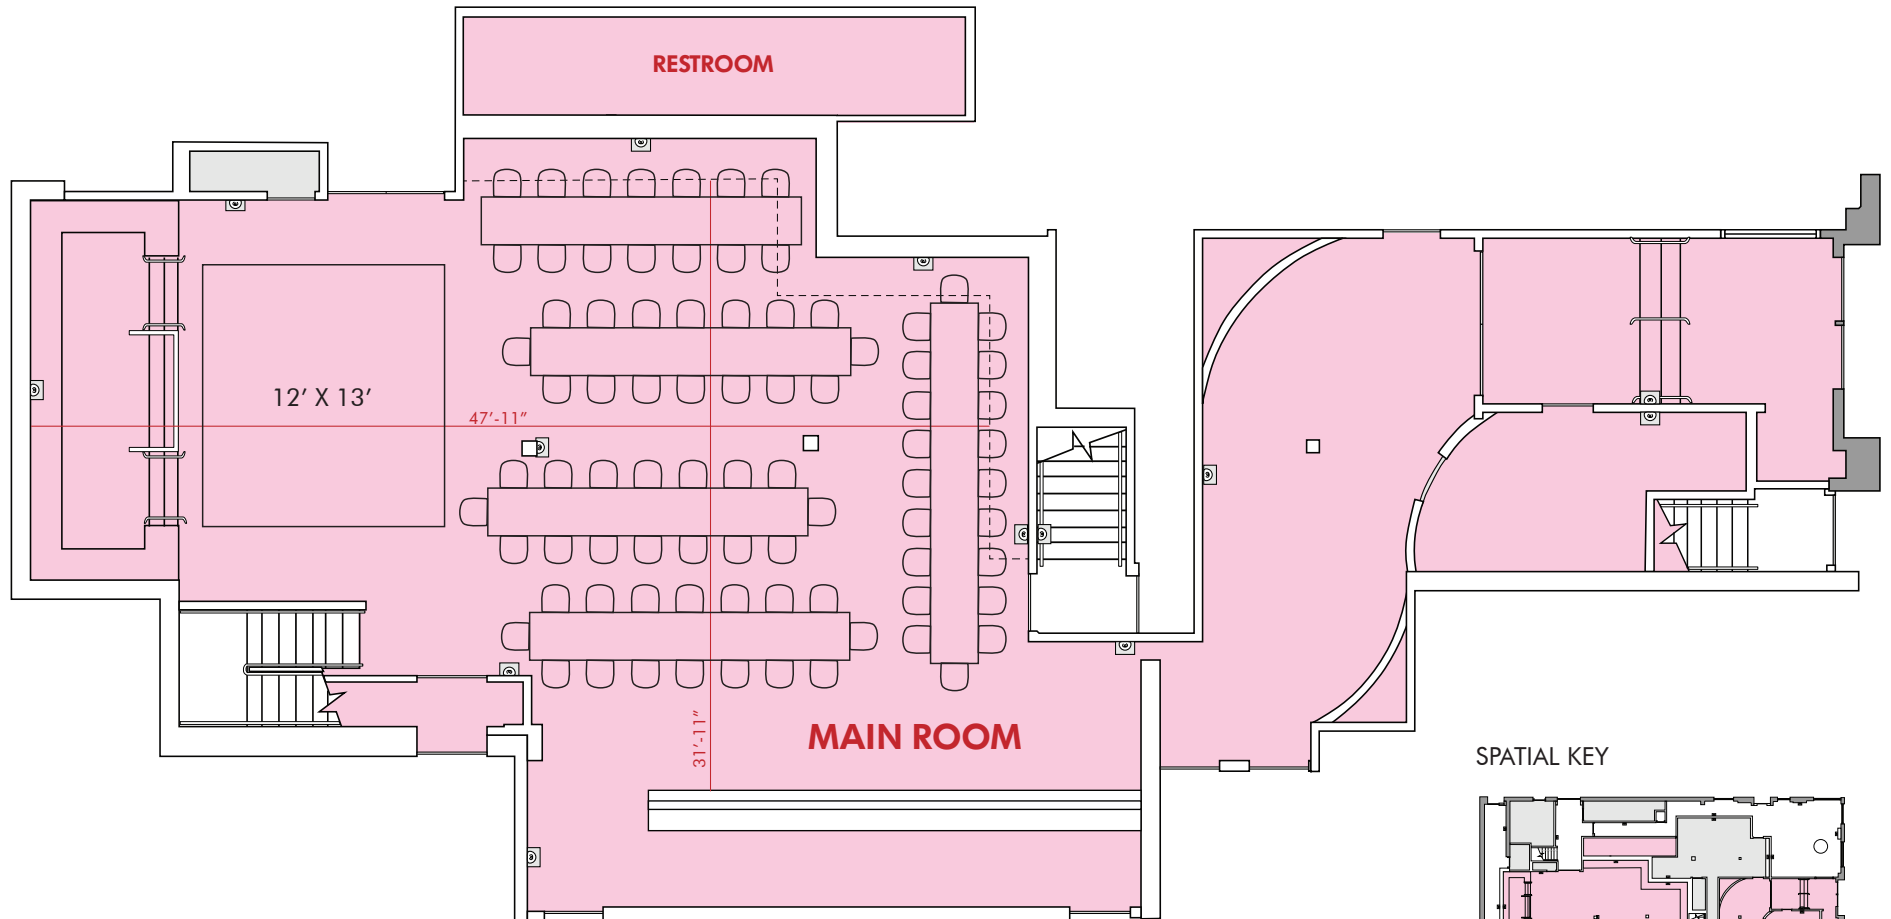 RESTROOM
12’ X 13’
47’-11”
31’-11”
MAIN ROOM
SPATIAL KEY